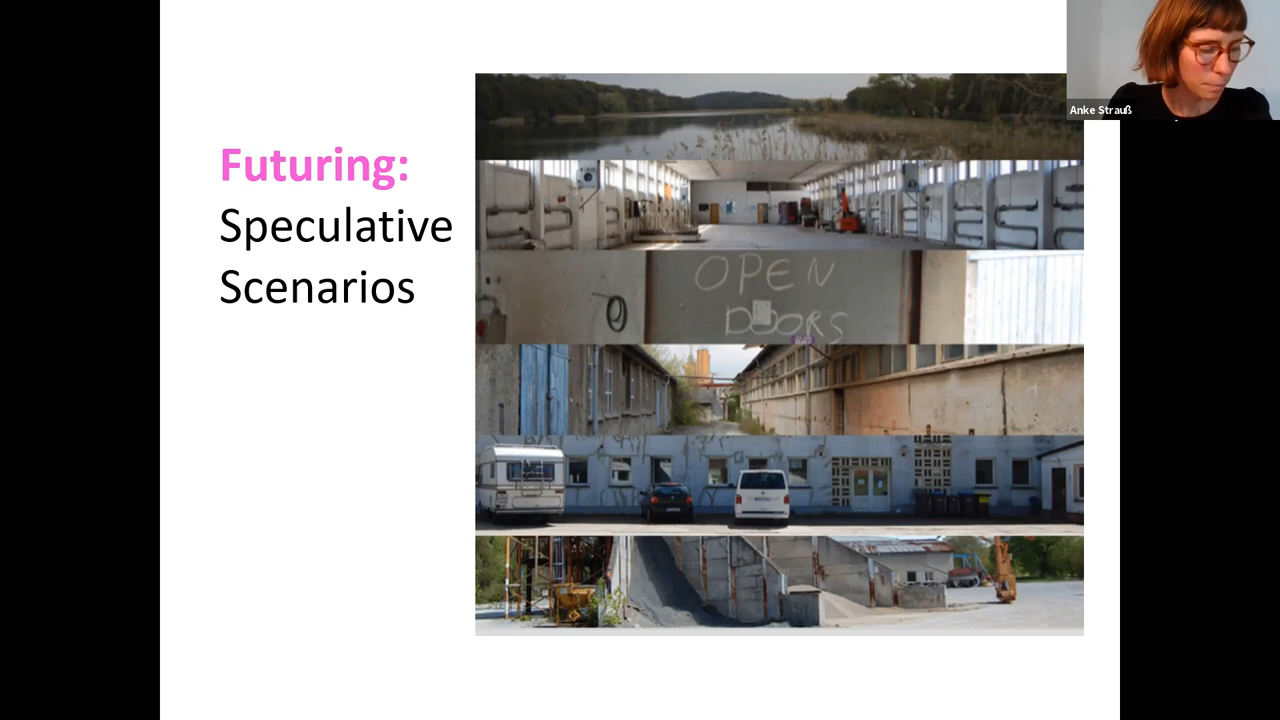 Futuring:
Speculative
Scenarios
OPEN
DOORS
Anke Strauß